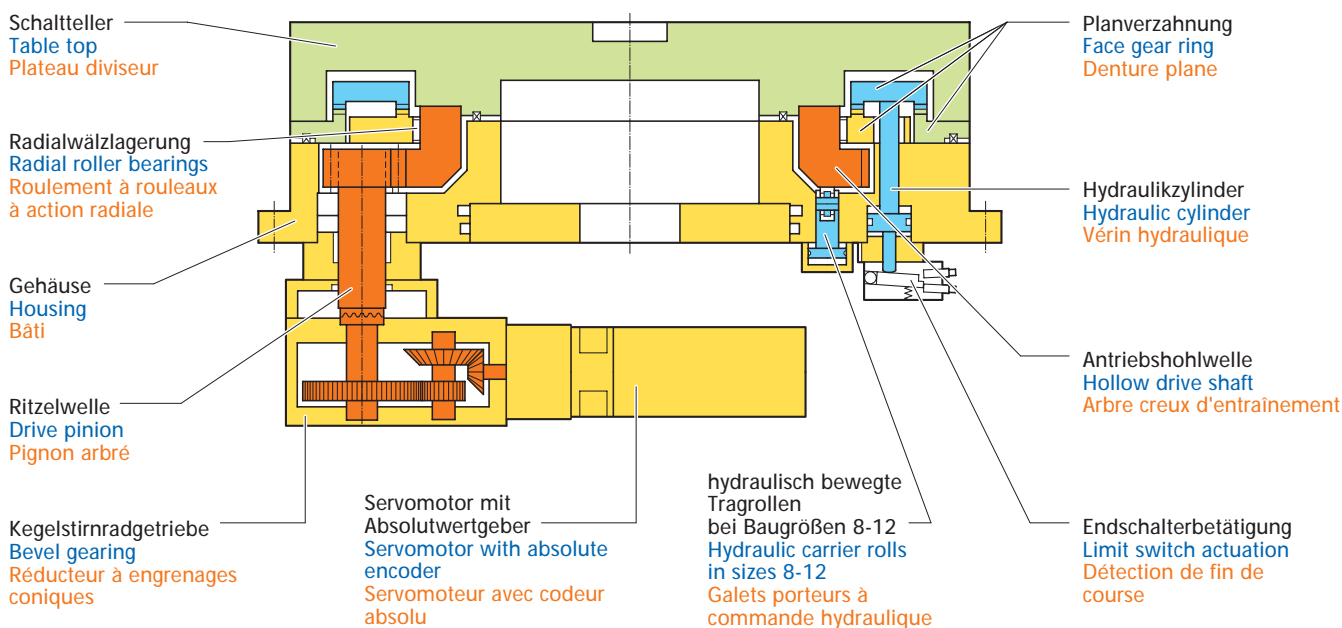 Schaltteller
Table top
Plateau diviseur
Radialwälzlagerung
Radial roller bearings
Roulement à rouleaux
à action radiale
Gehäuse
Housing
Bâti
Ritzelwelle
Drive pinion
Pignon arbré
Kegelstirnradgetriebe
Bevel gearing
Réducteur à engrenages
coniques
Servomotor mit
Absolutwertgeber
Servomotor with absolute
encoder
Servomoteur avec codeur
absolu
hydraulisch bewegte
Tragrollen
bei Baugrößen 8-12
Hydraulic carrier rolls
in sizes 8-12
Galets porteurs à
commande hydraulique
Planverzahnung
Face gear ring
Denture plane
Hydraulikzylinder
Hydraulic cylinder
Vérin hydraulique
Antriebshohlwelle
Hollow drive shaft
Arbre creux d'entraînement
Endschalterbetätigung
Limit switch actuation
Détection de fin de
course